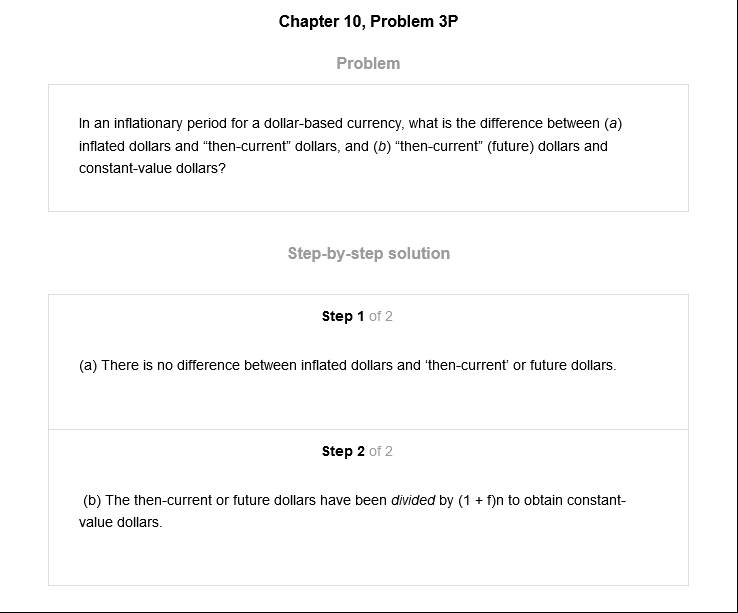 Chapter 10, Problem 3P
Problem
In an inflationary period for a dollar-based currency, what is the difference between (a)
inflated dollars and “then-current” dollars, and (b) “then-current” (future) dollars and
constant-value dollars?
Step-by-step solution
Step 1 of 2
(a) There is no difference between inflated dollars and ‘then-current’ or future dollars.
Step 2 of 2
(b) The then-current or future dollars have been divided by (1 + f)n to obtain constant-
value dollars.